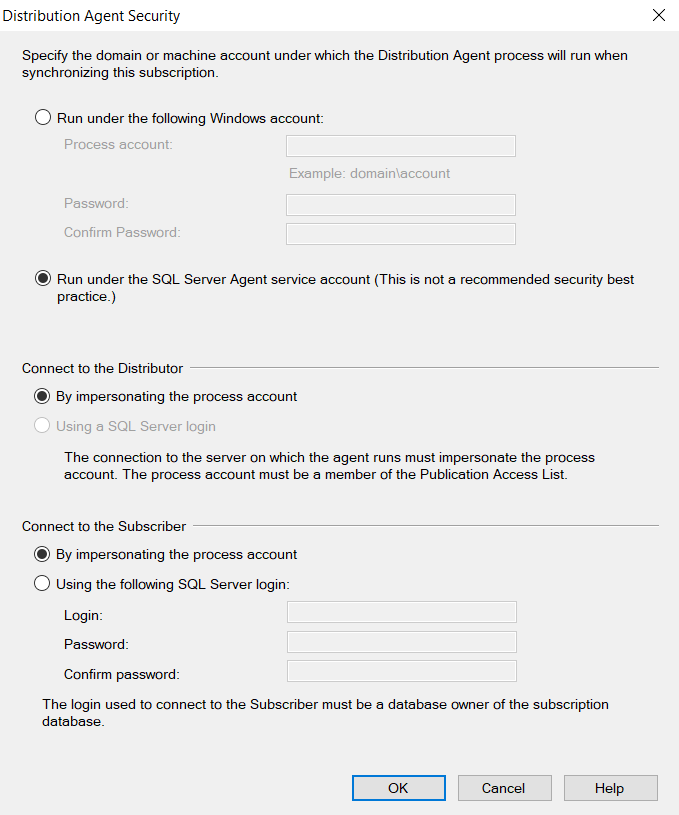 Distribution Agent Security
Specify the domain or machine account under which the Distribution Agent process will run when
synchronizing this subscription.
Run under the following Windows account:
Process account:
Example: domain\account
Password:
Confirm Password:
Run under the SQL Server Agent service account (This is not a recommended security best
practice.)
Connect to the Distributor
By impersonating the process account
Using a SQL Server login
The connection to the server on which the agent runs must impersonate the process
account. The process account must be a member of the Publication Access List.
Connect to the Subscriber
By impersonating the process account
Using the following SQL Server login:
Login:
Password:
Confirm password:
The login used to connect to the Subscriber must be a database owner of the subscription
database.
OK Cancel Help